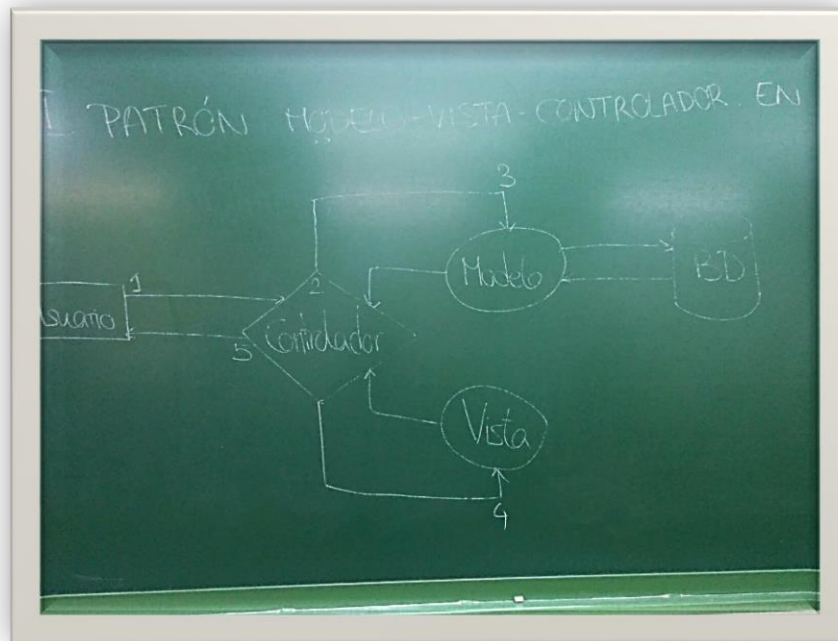 L PATRÓN MODELO-VISTA-CONTROLADOR EN
3
Modelo
BD
1
suario
2
Controlador
5
Vista
4